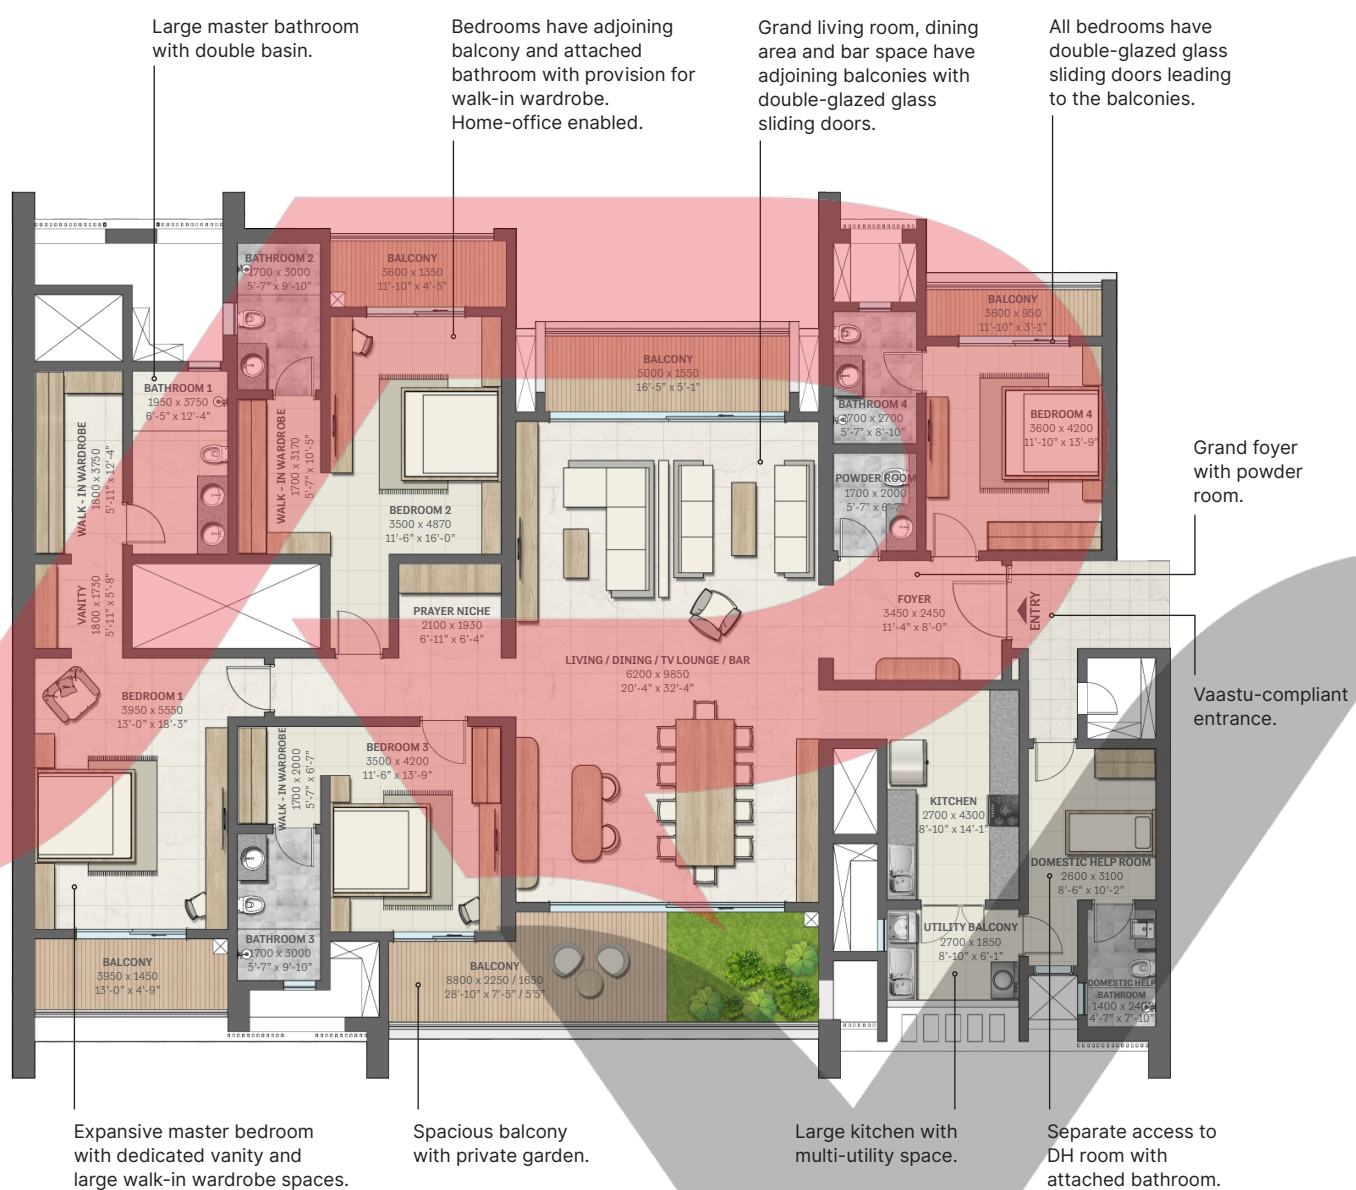 Large master bathroom
with double basin.
Bedrooms have adjoining
balcony and attached
bathroom with provision for
walk-in wardrobe.
Home-office enabled.
Grand living room, dining
area and bar space have
adjoining balconies with
double-glazed glass
sliding doors.
All bedrooms have
double-glazed glass
sliding doors leading
to the balconies.
BATHROOM 2
1700 x 3000
5'-7" x 9'-10"
BALCONY
3600 x 1350
11'-10" x 4'-5"
BALCONY
3600 x 950
11'-10" x 3'-1"
BALCONY
5000 x 1550
16'-5" x 5'-1"
BATHROOM 1
1950 x 3750
6'-5" x 12'-4"
WALK - IN WARDROBE
1800 x 3750
5'-11" x 12'-4"
WALK - IN WARDROBE
1700 x 3170
5'-7" x 10'-5"
BEDROOM 2
3500 x 4870
11'-6" x 16'-0"
BATHROOM 4
1700 x 2700
5'-7" x 8'-10"
BEDROOM 4
3600 x 4200
11'-10" x 13'-9"
POWDER ROOM
1700 x 2000
5'-7" x 6'-7"
Grand foyer
with powder
room.
VANITY
1800 x 1730
5'-11" x 5'-8"
PRAYER NICHE
2100 x 1930
6'-11" x 6'-4"
FOYER
3450 x 2450
11'-4" x 8'-0"
ENTRY
LIVING / DINING / TV LOUNGE / BAR
6200 x 9850
20'-4" x 32'-4"
Vaastu-compliant
entrance.
BEDROOM 1
3950 x 5550
13'-0" x 18'-3"
WALK - IN WARDROBE
1700 x 2000
5'-7" x 6'-7"
BEDROOM 3
3500 x 4200
11'-6" x 13'-9"
KITCHEN
2700 x 4300
8'-10" x 14'-1"
DOMESTIC HELP ROOM
2600 x 3100
8'-6" x 10'-2"
BATHROOM 3
1700 x 3000
5'-7" x 9'-10"
UTILITY BALCONY
2700 x 1850
8'-10" x 6'-1"
BALCONY
3950 x 1450
13'-0" x 4'-9"
BALCONY
8800 x 2250 / 1650
28'-10" x 7'-5" / 5'5"
DOMESTIC HELP
BATHROOM
1400 x 2400
4'-7" x 7'-10"
Expansive master bedroom
with dedicated vanity and
large walk-in wardrobe spaces.
Spacious balcony
with private garden.
Large kitchen with
multi-utility space.
Separate access to
DH room with
attached bathroom.